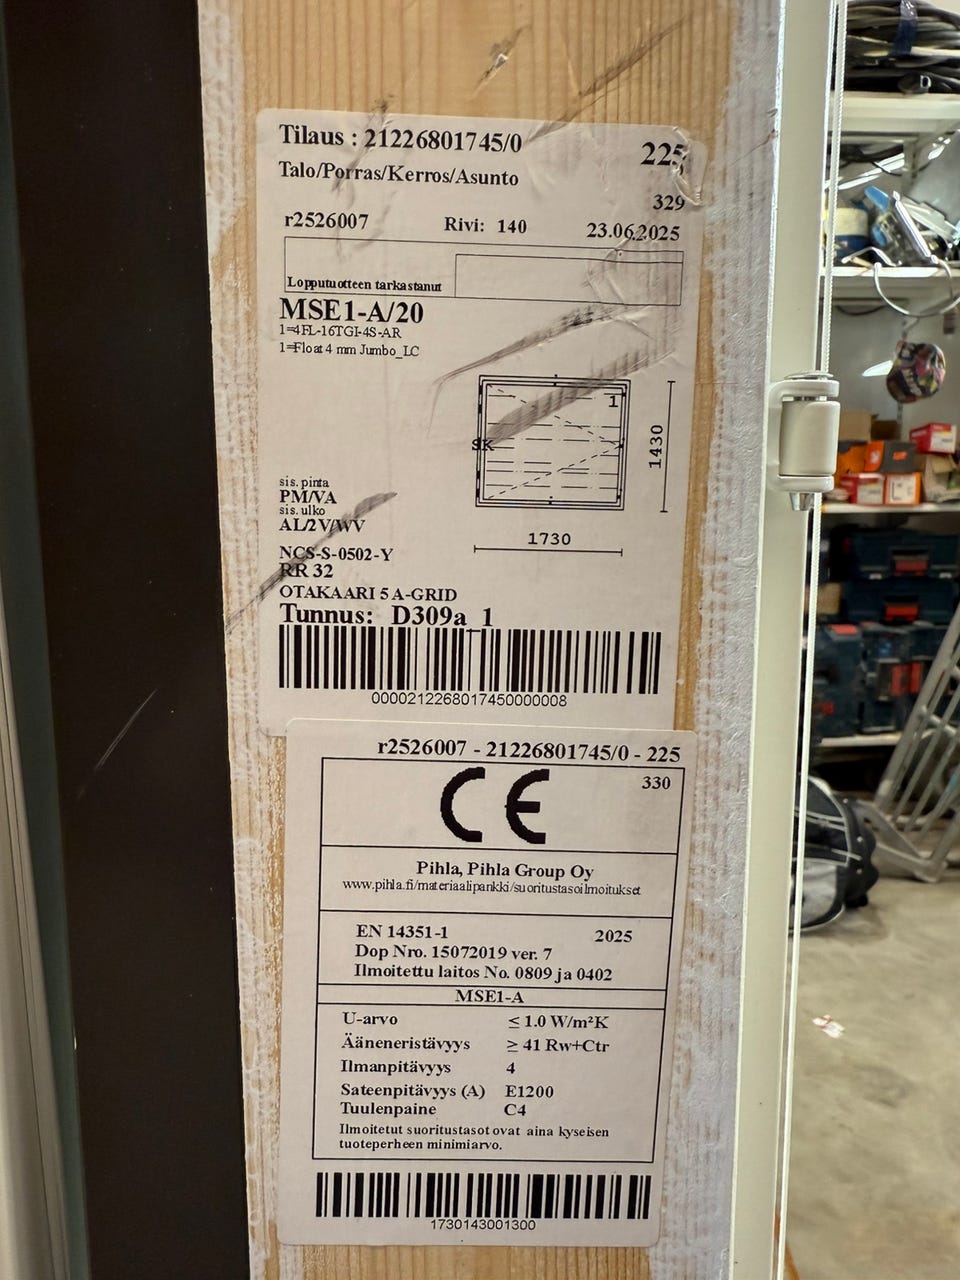 Tilaus : 21226801745/0
225
Talo/Porras/Kerros/Asunto
329
r2526007 Rivi: 140 23.06.2025
Lopputuotteen tarkastanut
MSE1-A/20
1=4FL-16TGI-4S-AR
1=Float 4 mm Jumbo_LC
1
SK
1430
1730
sis. pinta
PM/VA
sis. ulko
AL/2V/WV
NCS-S-0502-Y
RR 32
OTAKAARI 5 A-GRID
Tunnus: D309a_1
0000212268017450000008
r2526007 - 21226801745/0 - 225
330
CE
Pihla, Pihla Group Oy
www.pihla.fi/materiaalipankki/suoritustasoilmoitukset
EN 14351-1 2025
Dop Nro. 15072019 ver. 7
Ilmoitettu laitos No. 0809 ja 0402
MSE1-A
U-arvo ≤ 1.0 W/m²K
Ääneneristävyys ≥ 41 Rw+Ctr
Ilmanpitävyys 4
Sateenpitävyys (A) E1200
Tuulenpaine C4
Ilmoitetut suoritustasot ovat aina kyseisen
tuoteperheen minimiarvo.
1730143001300